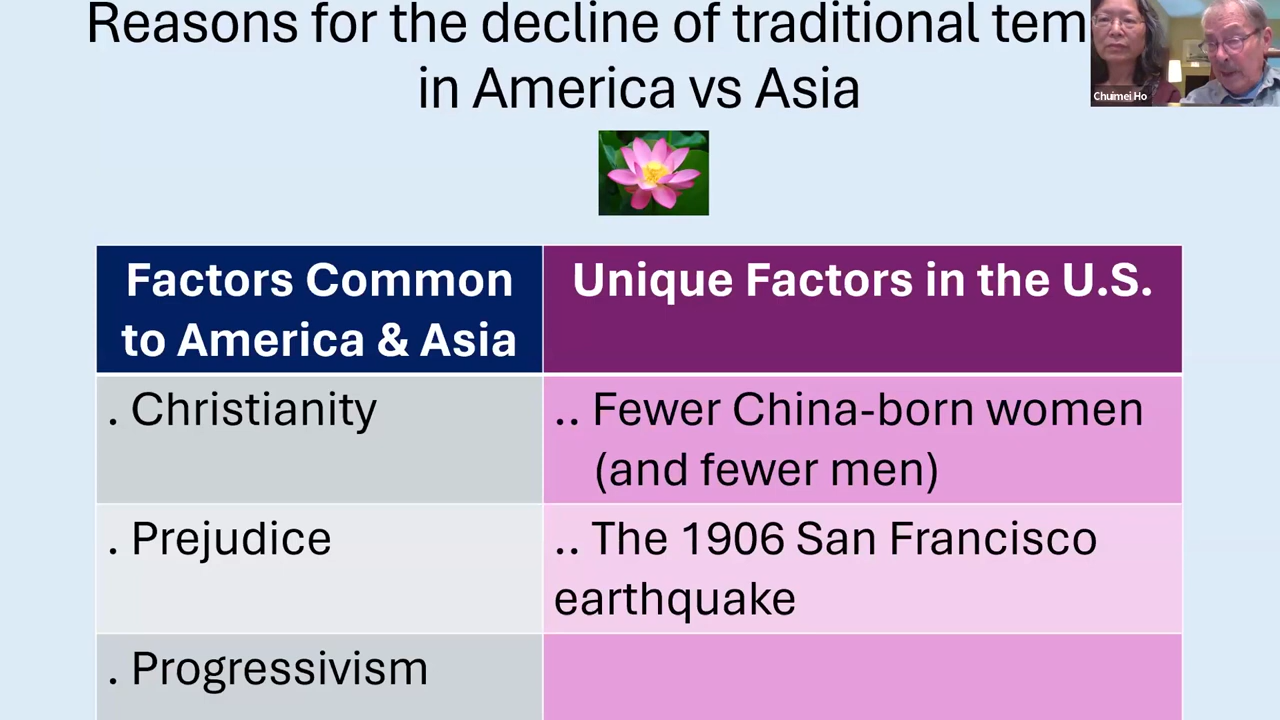 Reasons for the decline of traditional tem
in America vs Asia
Chuimei Ho
Factors Common
to America & Asia
Unique Factors in the U.S.
. Christianity
.. Fewer China-born women
(and fewer men)
. Prejudice
.. The 1906 San Francisco
earthquake
. Progressivism